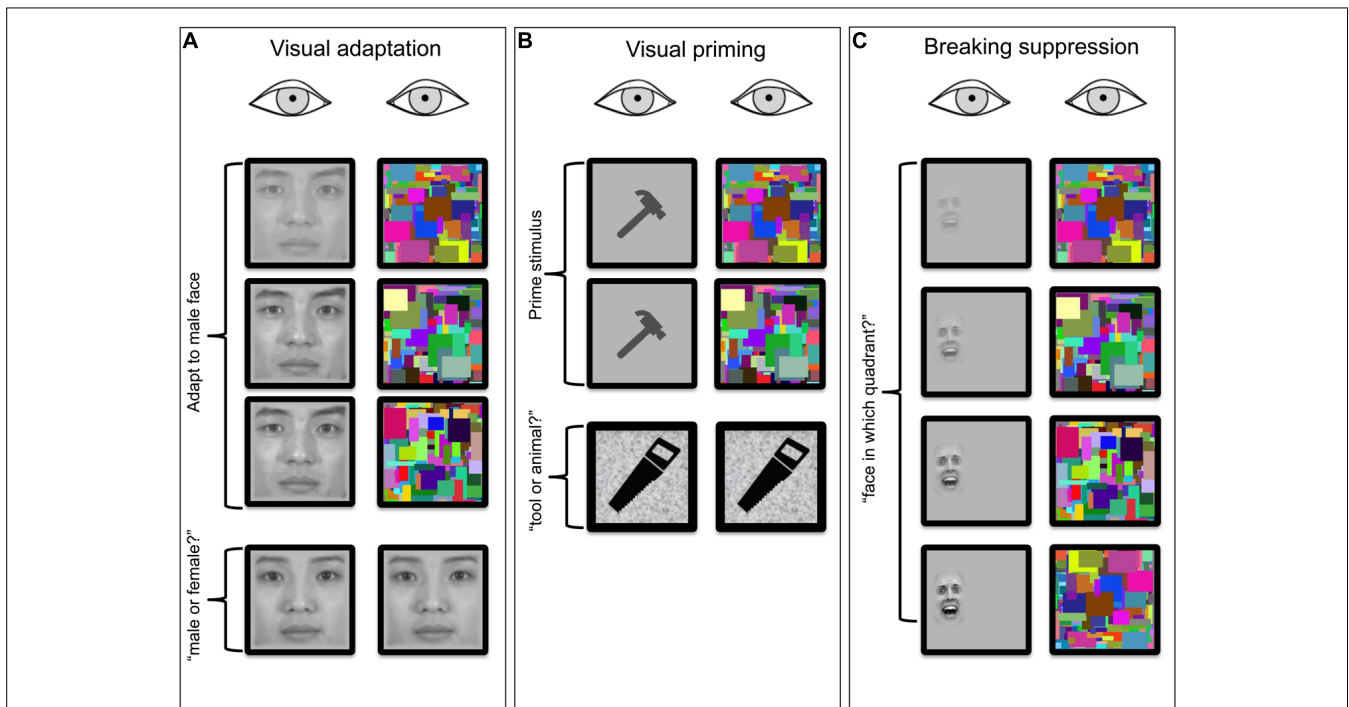 A
Visual adaptation
Adapt to male face
“male or female?”
B
Visual priming
Prime stimulus
“tool or animal?”
C
Breaking suppression
“face in which quadrant?”